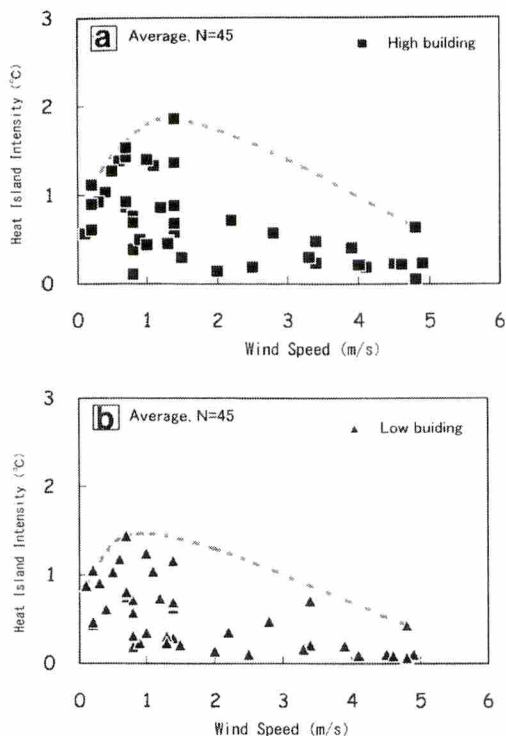 3
a Average, N=45
■ High building
2
Heat Island Intensity (℃)
1
0
0 1 2 3 4 5 6
Wind Speed (m/s)
3
b Average, N=45
▲ Low buiding
2
Heat Island Intensity (℃)
1
0
0 1 2 3 4 5 6
Wind Speed (m/s)